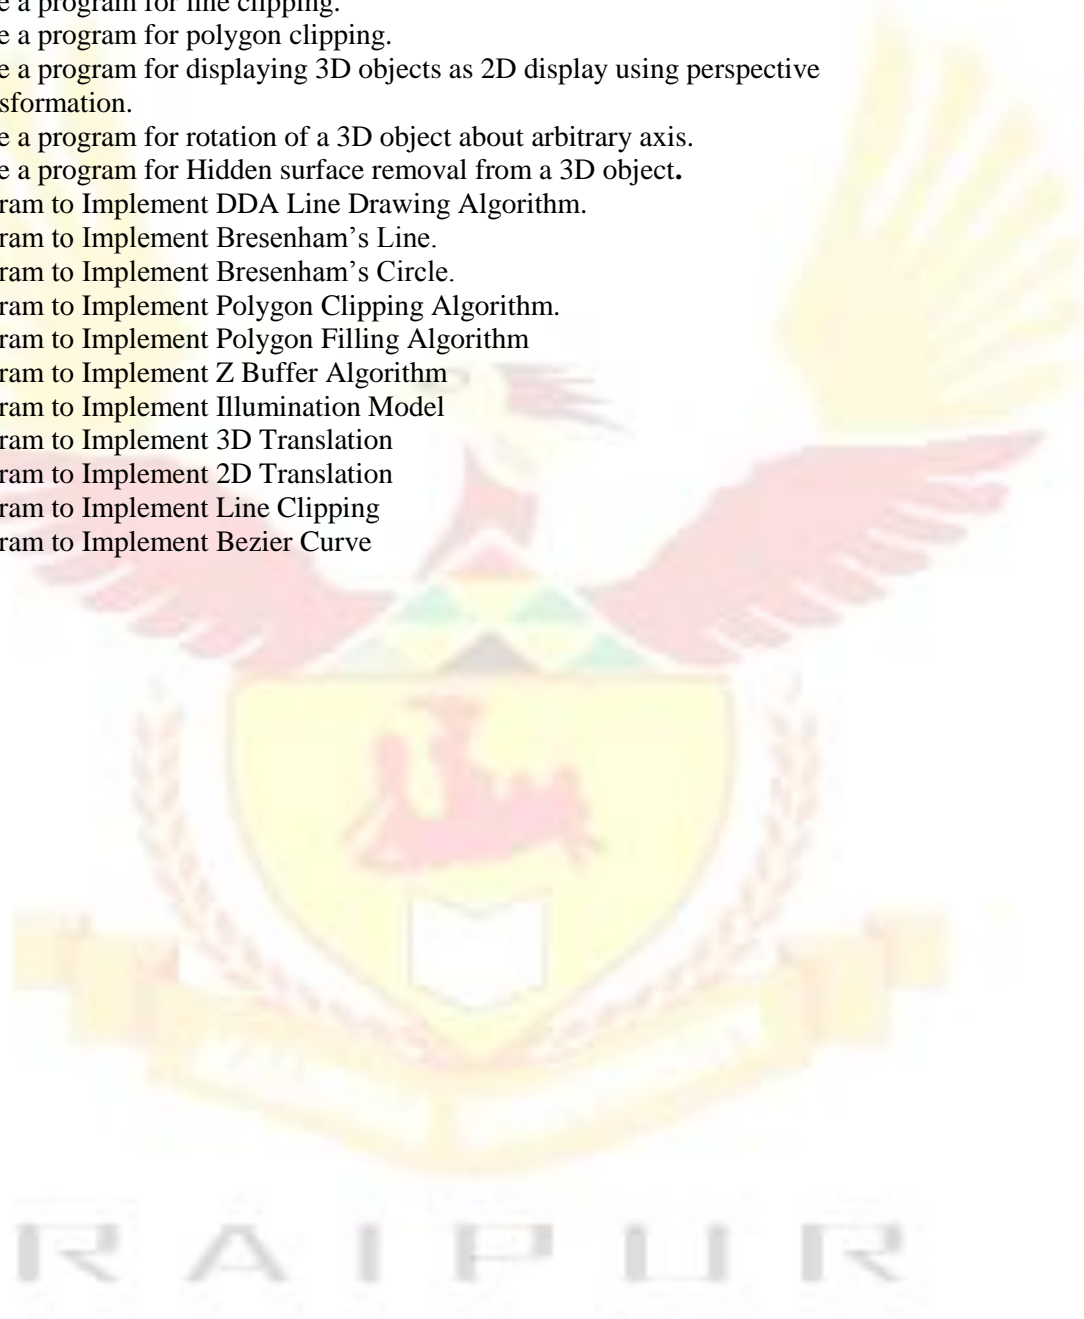 e a program for line clipping.
e a program for polygon clipping.
e a program for displaying 3D objects as 2D display using perspective
sformation.
e a program for rotation of a 3D object about arbitrary axis.
e a program for Hidden surface removal from a 3D object.
ram to Implement DDA Line Drawing Algorithm.
ram to Implement Bresenham’s Line.
ram to Implement Bresenham’s Circle.
ram to Implement Polygon Clipping Algorithm.
ram to Implement Polygon Filling Algorithm
ram to Implement Z Buffer Algorithm
ram to Implement Illumination Model
ram to Implement 3D Translation
ram to Implement 2D Translation
ram to Implement Line Clipping
ram to Implement Bezier Curve
RAIPUR